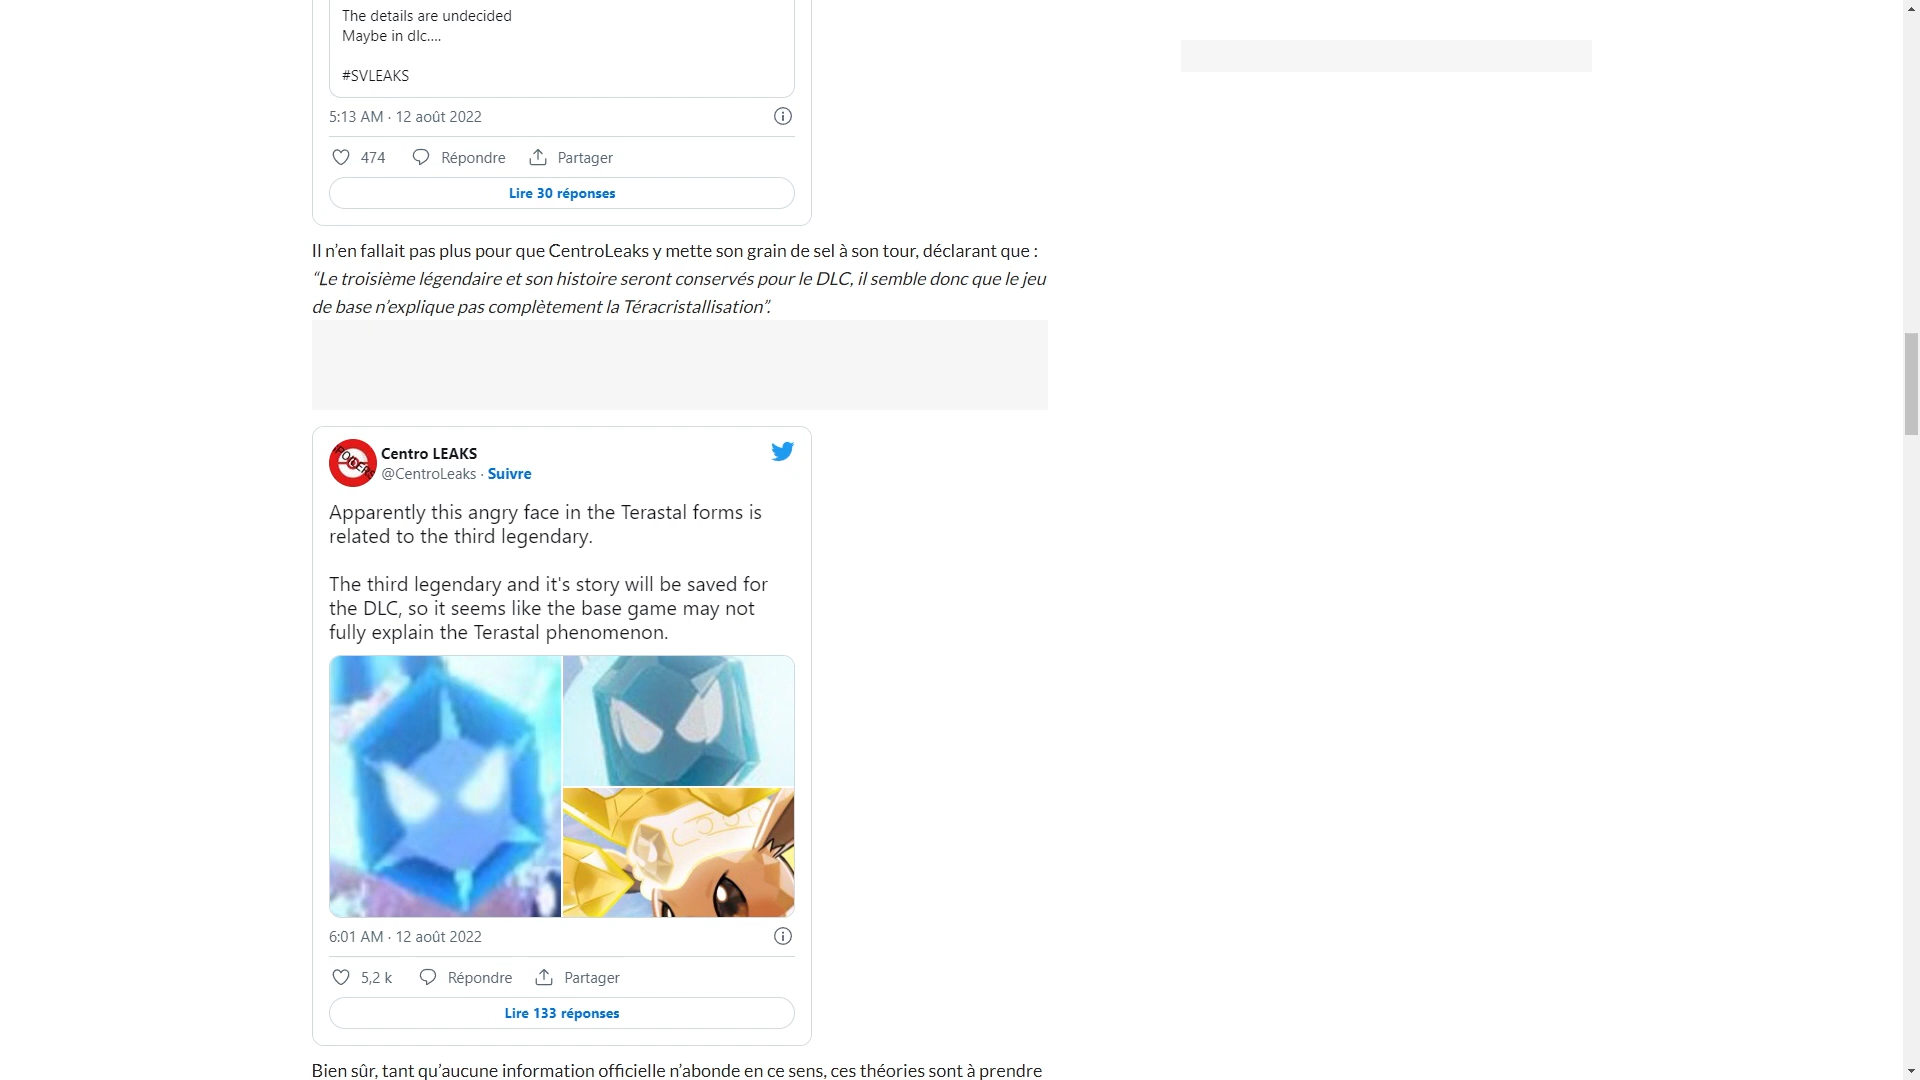 The details are undecided
Maybe in dlc....
#SVLEAKS
5:13 AM · 12 août 2022
474 Répondre Partager
Lire 30 réponses
Il n’en fallait pas plus pour que CentroLeaks y mette son grain de sel à son tour, déclarant que :
“Le troisième légendaire et son histoire seront conservés pour le DLC, il semble donc que le jeu
de base n’explique pas complètement la Téracristallisation”.
Centro LEAKS
@CentroLeaks · Suivre
Apparently this angry face in the Terastal forms is
related to the third legendary.
The third legendary and it's story will be saved for
the DLC, so it seems like the base game may not
fully explain the Terastal phenomenon.
6:01 AM · 12 août 2022
5,2 k Répondre Partager
Lire 133 réponses
Bien sûr, tant qu’aucune information officielle n’abonde en ce sens, ces théories sont à prendre